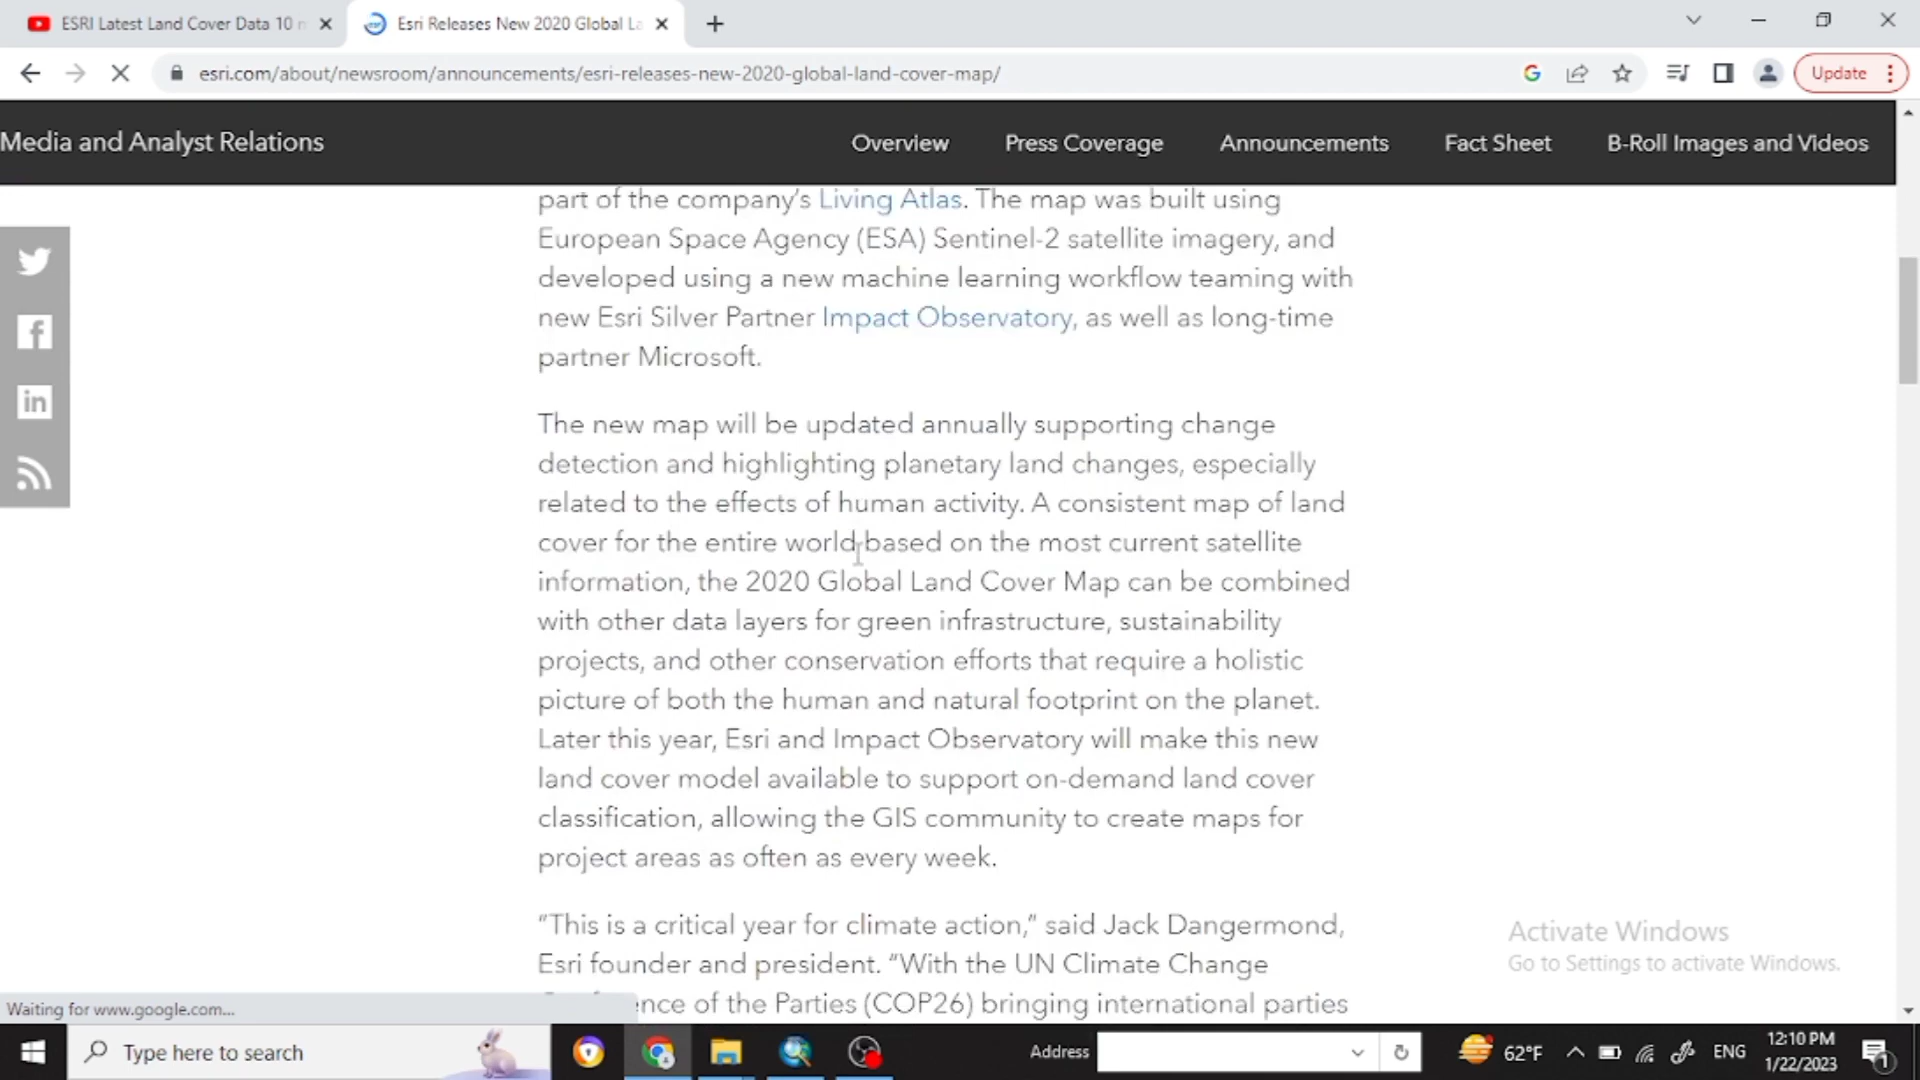 ESRI Latest Land Cover Data 10 m
Esri Releases New 2020 Global La
esri.com/about/newsroom/announcements/esri-releases-new-2020-global-land-cover-map/
Update
Media and Analyst Relations
Overview
Press Coverage
Announcements
Fact Sheet
B-Roll Images and Videos
part of the company's Living Atlas. The map was built using
European Space Agency (ESA) Sentinel-2 satellite imagery, and
developed using a new machine learning workflow teaming with
new Esri Silver Partner Impact Observatory, as well as long-time
partner Microsoft.
The new map will be updated annually supporting change
detection and highlighting planetary land changes, especially
related to the effects of human activity. A consistent map of land
cover for the entire world based on the most current satellite
information, the 2020 Global Land Cover Map can be combined
with other data layers for green infrastructure, sustainability
projects, and other conservation efforts that require a holistic
picture of both the human and natural footprint on the planet.
Later this year, Esri and Impact Observatory will make this new
land cover model available to support on-demand land cover
classification, allowing the GIS community to create maps for
project areas as often as every week.
"This is a critical year for climate action," said Jack Dangermond,
Esri founder and president. "With the UN Climate Change
ence of the Parties (COP26) bringing international parties
Activate Windows
Go to Settings to activate Windows.
Waiting for www.google.com...
Type here to search
Address
62°F
ENG
12:10 PM
1/22/2023
1